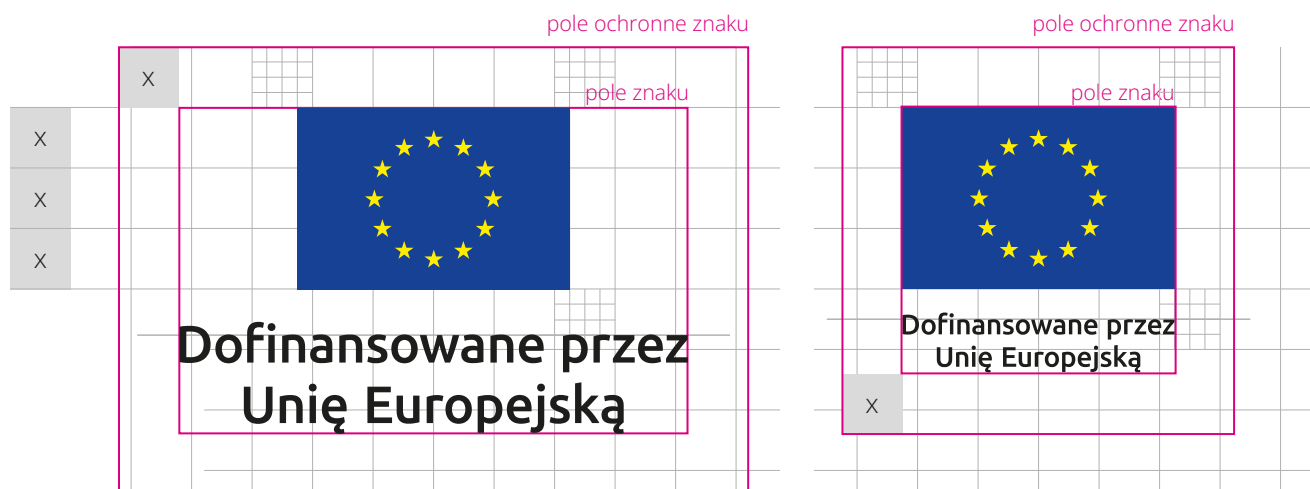 pole ochronne znaku
X
pole znaku
X
X
X
Dofinansowane przez
Unię Europejską
pole ochronne znaku
pole znaku
Dofinansowane przez
Unię Europejską
X